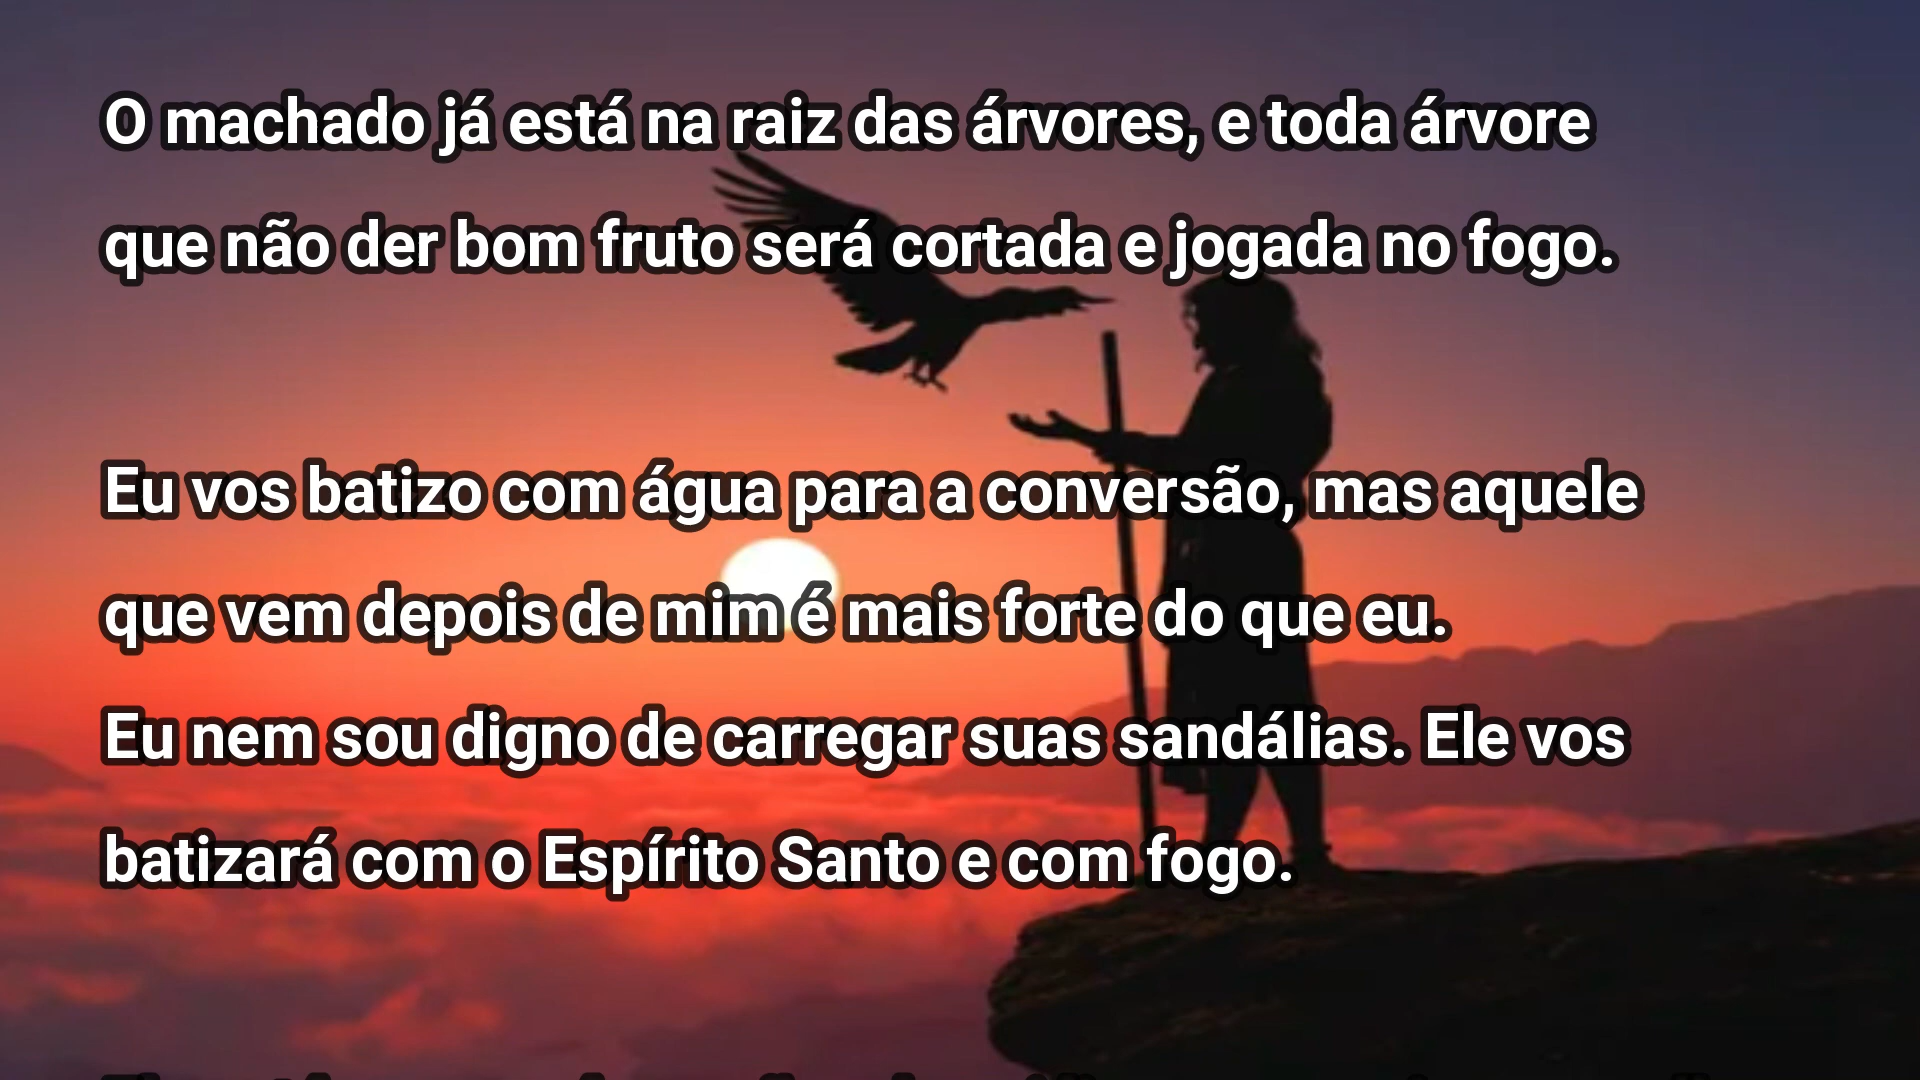 O machado já está na raiz das árvores, e toda árvore
que não der bom fruto será cortada e jogada no fogo.
Eu vos batizo com água para a conversão, mas aquele
que vem depois de mim é mais forte do que eu.
Eu nem sou digno de carregar suas sandálias. Ele vos
batizará com o Espírito Santo e com fogo.